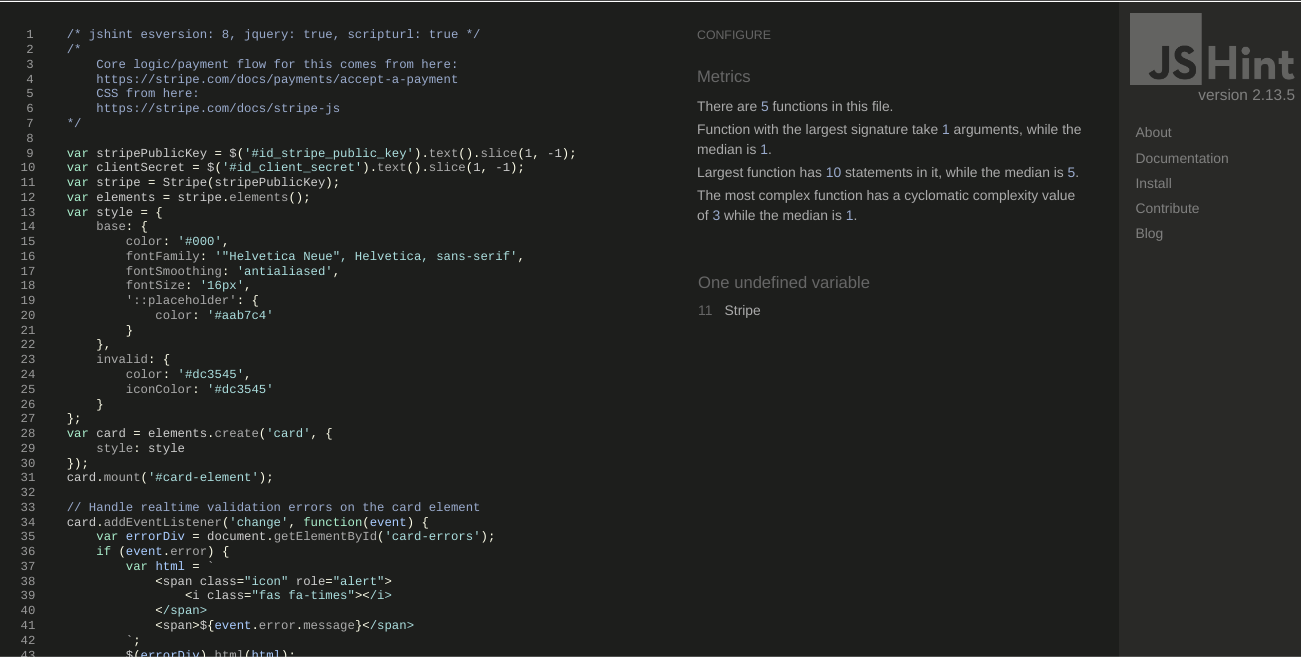 1 /* jshint esversion: 8, jquery: true, scripturl: true */
2 /*
3     Core logic/payment flow for this comes from here:
4     https://stripe.com/docs/payments/accept-a-payment
5     CSS from here:
6     https://stripe.com/docs/stripe-js
7 */
8
9 var stripePublicKey = $('#id_stripe_public_key').text().slice(1, -1);
10 var clientSecret = $('#id_client_secret').text().slice(1, -1);
11 var stripe = Stripe(stripePublicKey);
12 var elements = stripe.elements();
13 var style = {
14     base: {
15         color: '#000',
16         fontFamily: '"Helvetica Neue", Helvetica, sans-serif',
17         fontSmoothing: 'antialiased',
18         fontSize: '16px',
19         '::placeholder': {
20             color: '#aab7c4'
21         }
22     },
23     invalid: {
24         color: '#dc3545',
25         iconColor: '#dc3545'
26     }
27 };
28 var card = elements.create('card', {
29     style: style
30 });
31 card.mount('#card-element');
32
33 // Handle realtime validation errors on the card element
34 card.addEventListener('change', function(event) {
35     var errorDiv = document.getElementById('card-errors');
36     if (event.error) {
37         var html = `
38             <span class="icon" role="alert">
39                 <i class="fas fa-times"></i>
40             </span>
41             <span>${event.error.message}</span>
42         `;
43         $(errorDiv).html(html);
CONFIGURE
Metrics
There are 5 functions in this file.
Function with the largest signature take 1 arguments, while the
median is 1.
Largest function has 10 statements in it, while the median is 5.
The most complex function has a cyclomatic complexity value
of 3 while the median is 1.
One undefined variable
11 Stripe
JSHint
version 2.13.5
About
Documentation
Install
Contribute
Blog